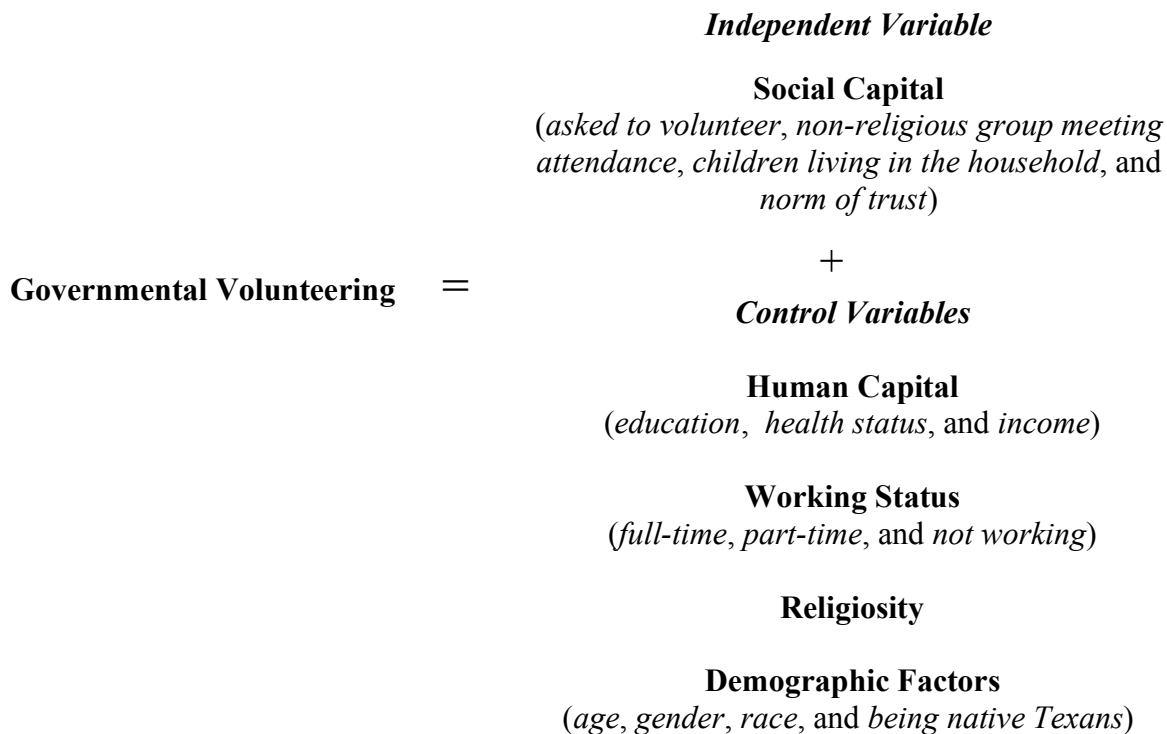 Independent Variable
Social Capital
(asked to volunteer, non-religious group meeting
attendance, children living in the household, and
norm of trust)
+
Governmental Volunteering =
Control Variables
Human Capital
(education, health status, and income)
Working Status
(full-time, part-time, and not working)
Religiosity
Demographic Factors
(age, gender, race, and being native Texans)